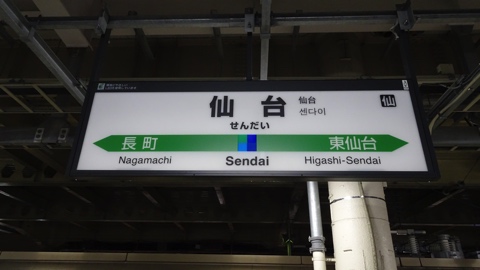 仙台
仙台
센다이
仙
せんだい
長町
東仙台
Nagamachi
Sendai
Higashi-Sendai